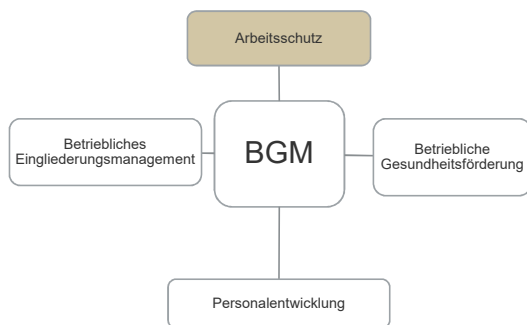 Arbeitsschutz
Betriebliches
Eingliederungsmanagement
BGM
Betriebliche
Gesundheitsförderung
Personalentwicklung